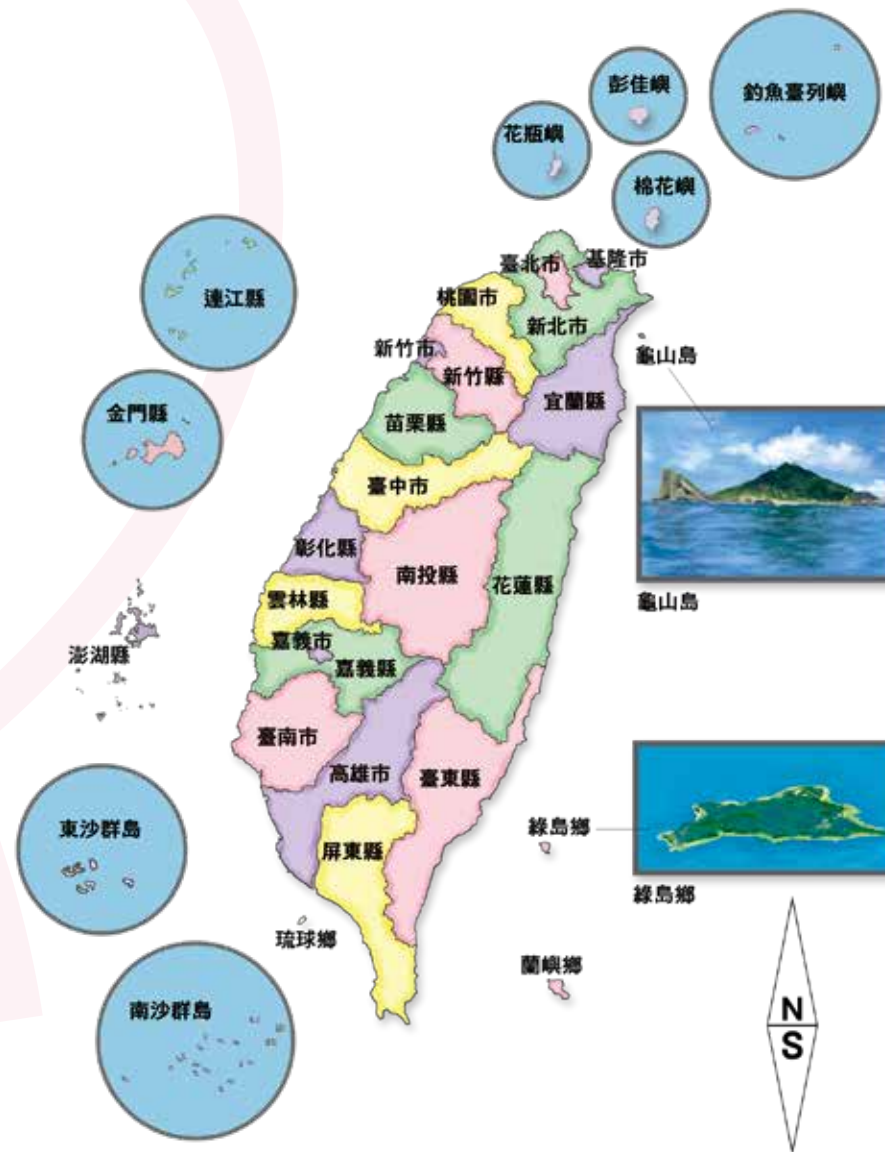 釣魚臺列嶼
彭佳嶼
花瓶嶼
棉花嶼
連江縣
臺北市
基隆市
桃園市
新北市
新竹市
新竹縣
宜蘭縣
龜山島
金門縣
苗栗縣
臺中市
彰化縣
南投縣
花蓮縣
雲林縣
龜山島
嘉義市
嘉義縣
澎湖縣
臺南市
高雄市
臺東縣
東沙群島
綠島鄉
屏東縣
綠島鄉
琉球鄉
蘭嶼鄉
南沙群島
N
S